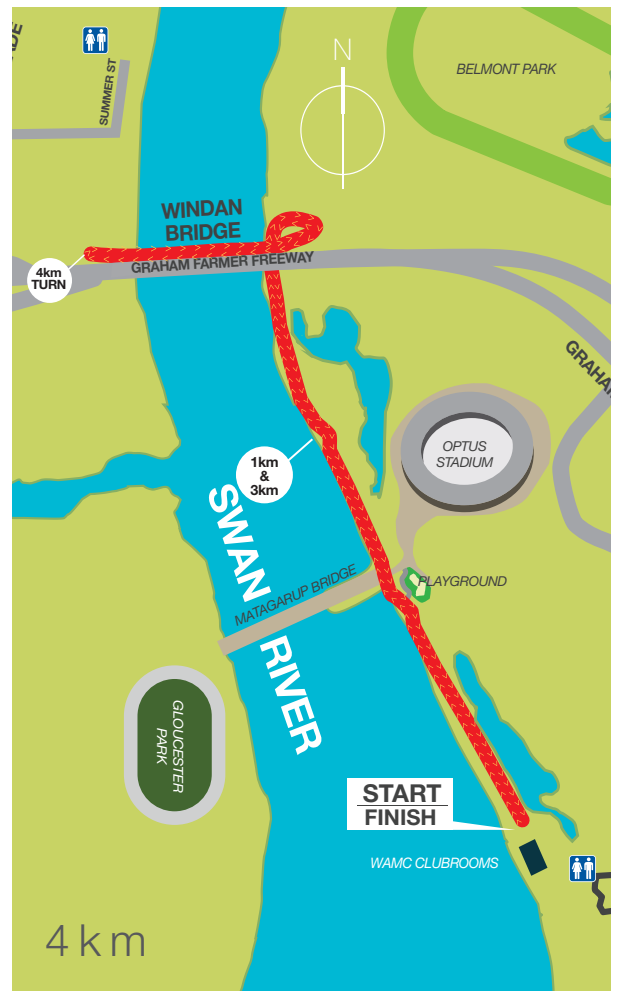 N
BELMONT PARK
SUMMER ST
WINDAN
BRIDGE
GRAHAM FARMER FREEWAY
4km
TURN
OPTUS
STADIUM
1km
&
3km
SWAN
RIVER
MATAGARUP BRIDGE
PLAYGROUND
GLOUCESTER
PARK
START
FINISH
WAMC CLUBROOMS
4km